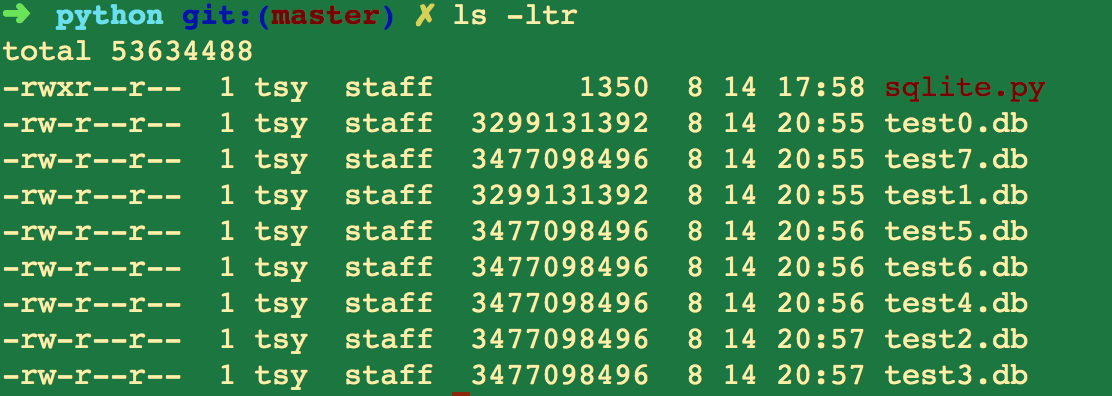 ➜ python git:(master) ✗ ls -ltr
total 53634488
-rwxr--r-- 1 tsy staff 1350 8 14 17:58 sqlite.py
-rw-r--r-- 1 tsy staff 3299131392 8 14 20:55 test0.db
-rw-r--r-- 1 tsy staff 3477098496 8 14 20:55 test7.db
-rw-r--r-- 1 tsy staff 3299131392 8 14 20:55 test1.db
-rw-r--r-- 1 tsy staff 3477098496 8 14 20:56 test5.db
-rw-r--r-- 1 tsy staff 3477098496 8 14 20:56 test6.db
-rw-r--r-- 1 tsy staff 3477098496 8 14 20:56 test4.db
-rw-r--r-- 1 tsy staff 3477098496 8 14 20:57 test2.db
-rw-r--r-- 1 tsy staff 3477098496 8 14 20:57 test3.db